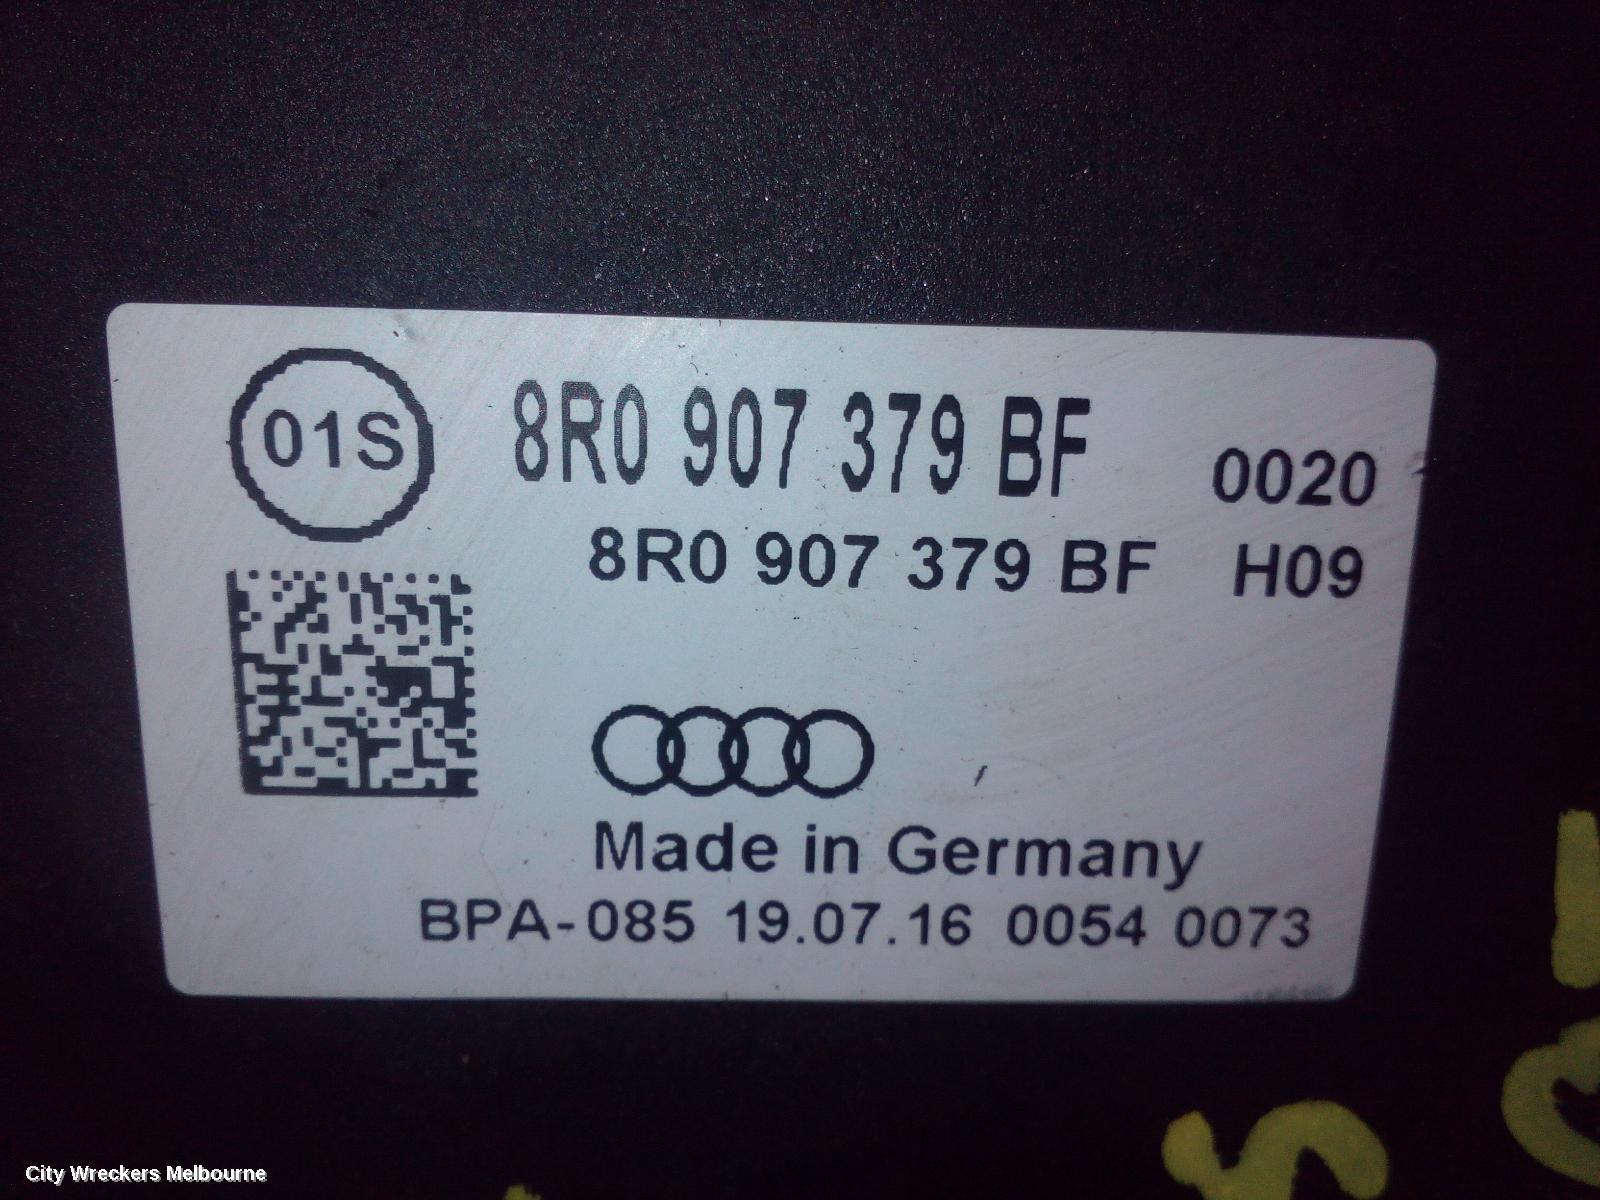 01S
8R0 907 379 BF 0020
8R0 907 379 BF H09
Made in Germany
BPA-085 19.07.16 0054 0073
City Wreckers Melbourne